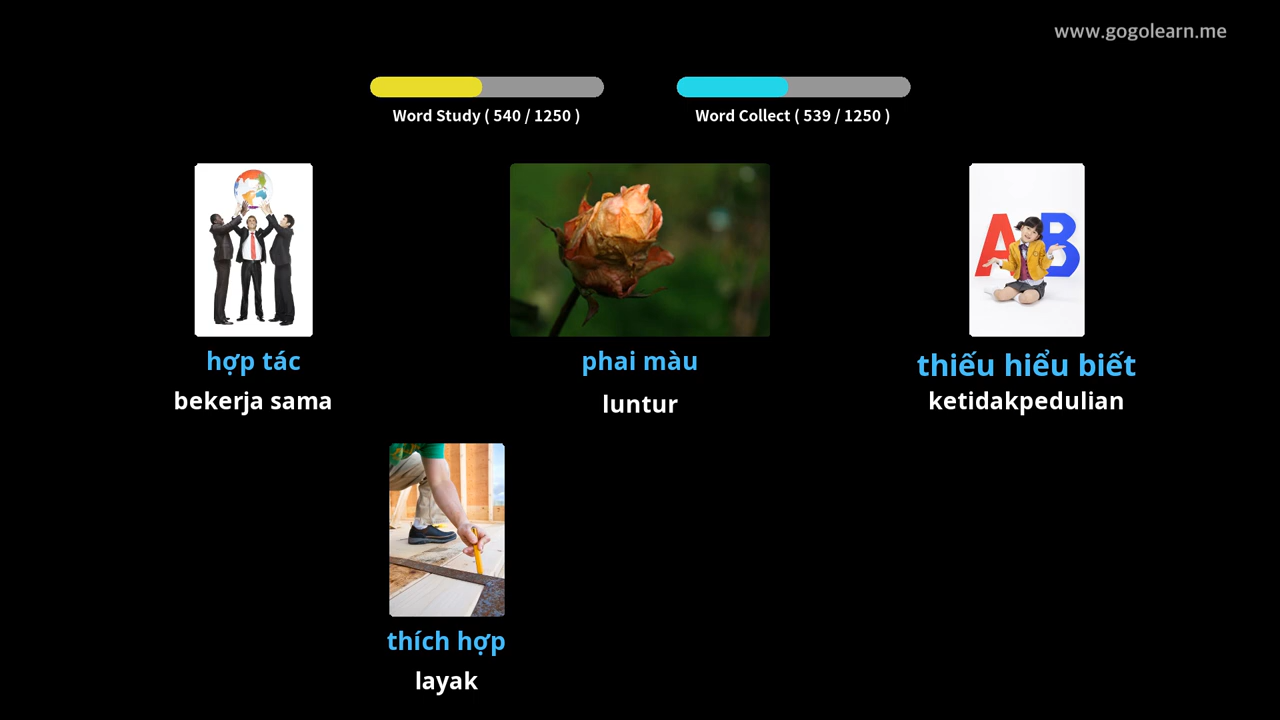 www.gogolearn.me
Word Study ( 540 / 1250 )
Word Collect ( 539 / 1250 )
hợp tác
bekerja sama
phai màu
luntur
A B
thiếu hiểu biết
ketidakpedulian
thích hợp
layak